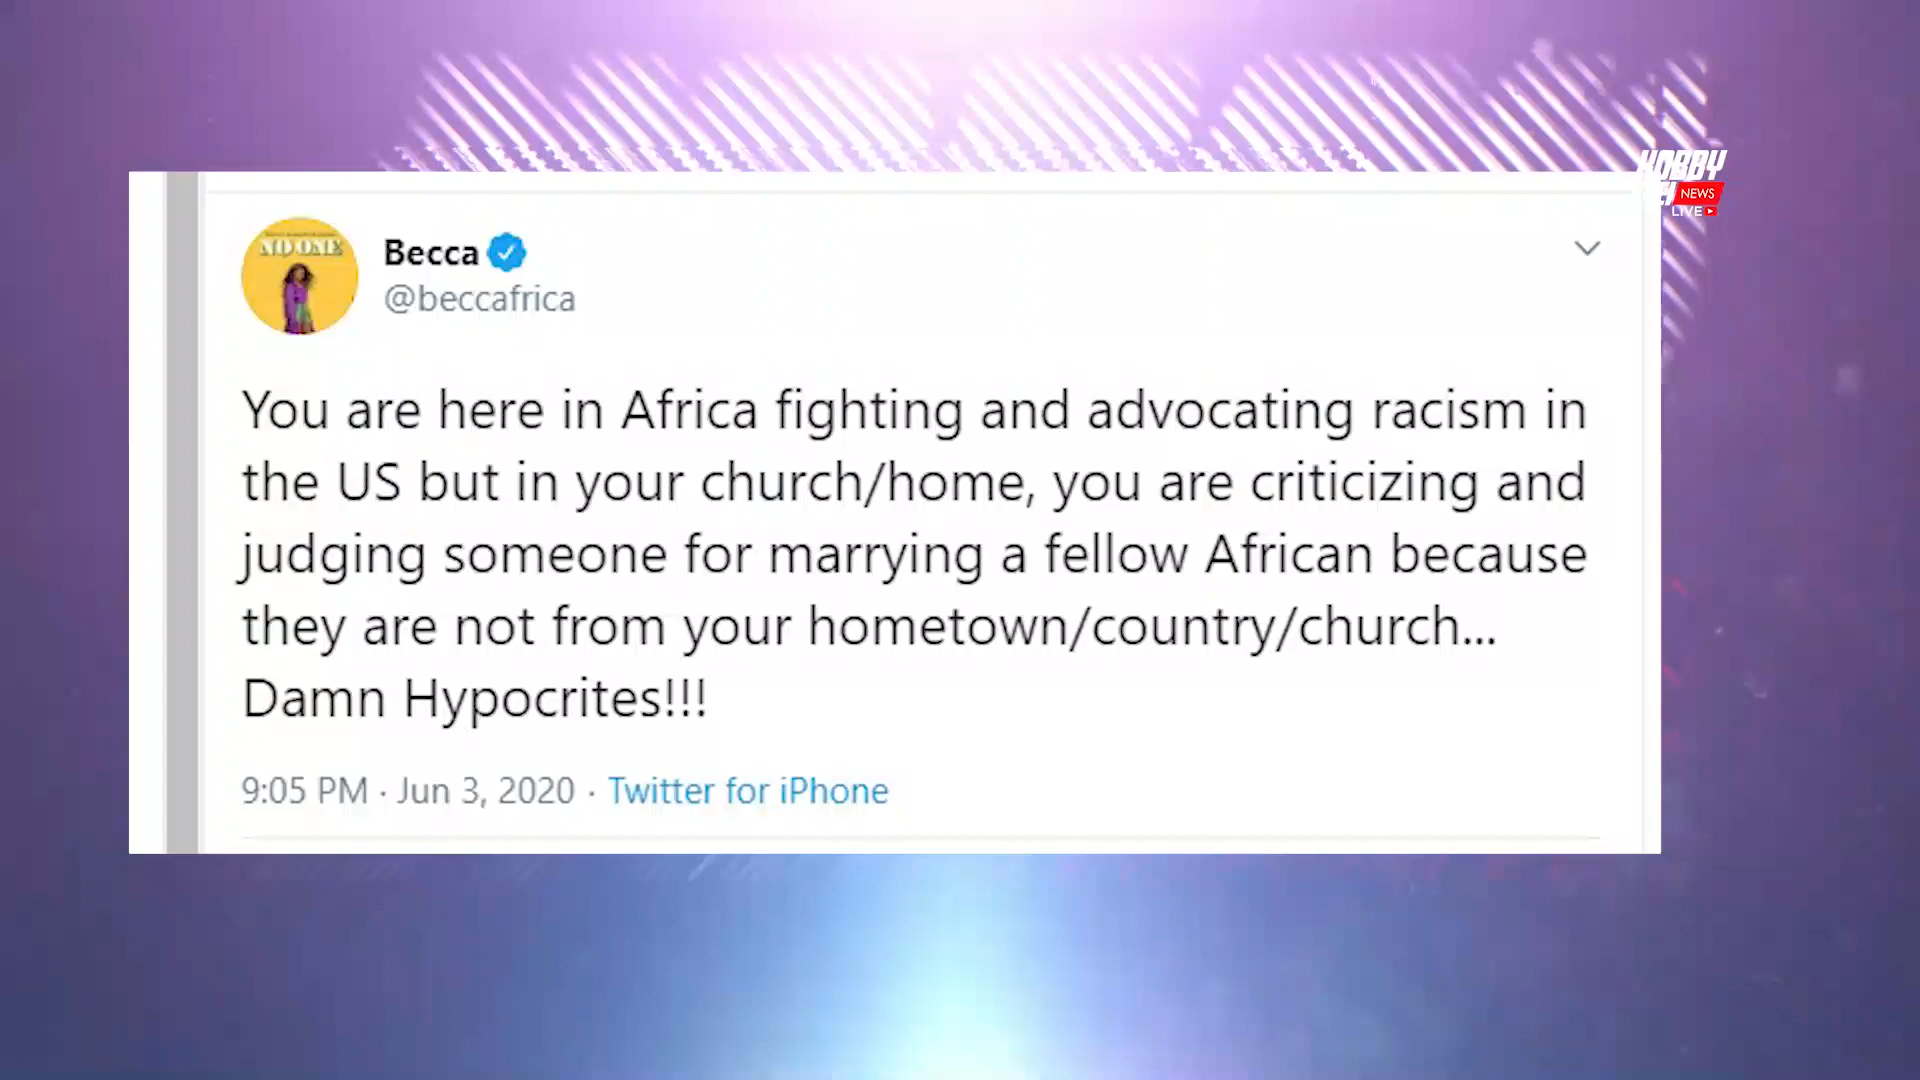 HOBBY
NEWS
LIVE
NO ONE
Becca
@beccafrica
You are here in Africa fighting and advocating racism in
the US but in your church/home, you are criticizing and
judging someone for marrying a fellow African because
they are not from your hometown/country/church...
Damn Hypocrites!!!
9:05 PM · Jun 3, 2020 · Twitter for iPhone